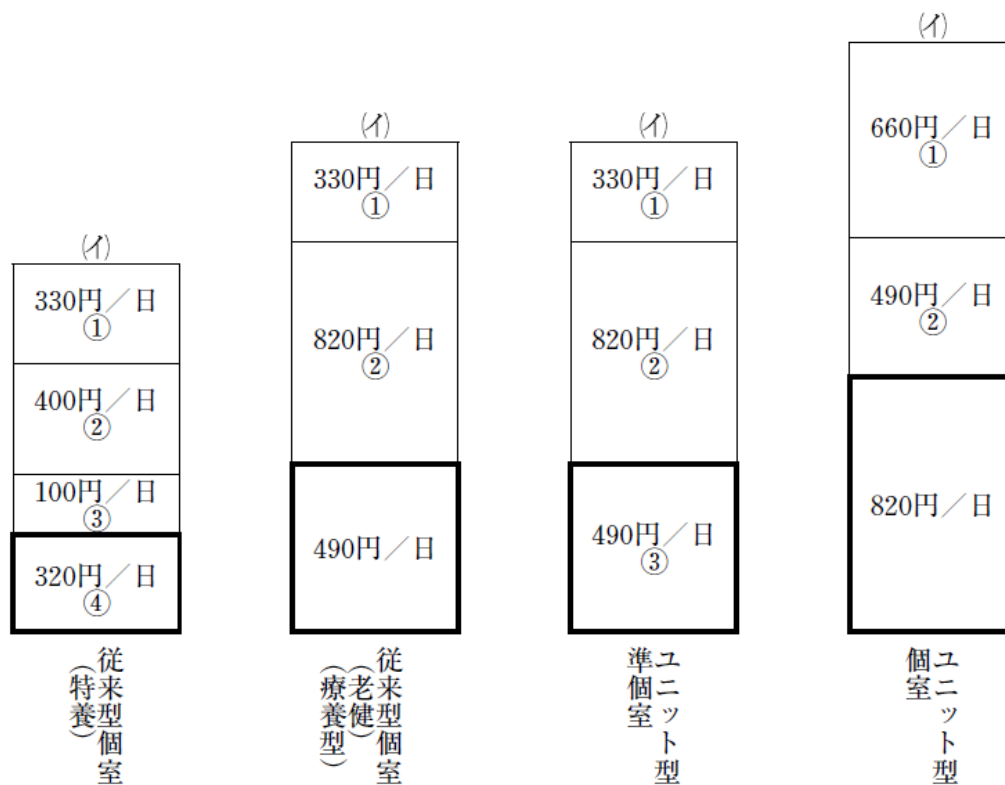 (イ)
330円／日
①
400円／日
②
100円／日
③
320円／日
④
従来型個室
(特養)
(イ)
330円／日
①
820円／日
②
490円／日
従来型個室
(老健)
(療養型)
(イ)
330円／日
①
820円／日
②
490円／日
③
ユニット型
準個室
(イ)
660円／日
①
490円／日
②
820円／日
ユニット型
個室